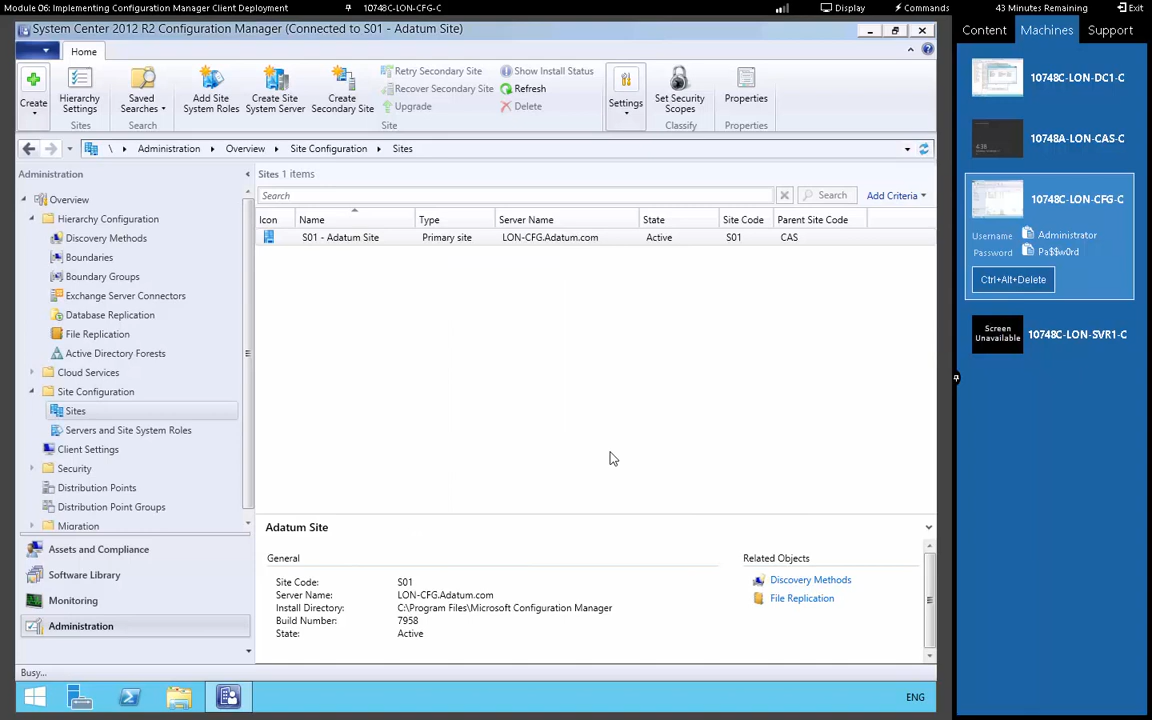 Module 06: Implementing Configuration Manager Client Deployment
10748C-LON-CFG-C
Display
Commands
43 Minutes Remaining
Exit
System Center 2012 R2 Configuration Manager (Connected to S01 - Adatum Site)
Home
Create
Hierarchy Settings
Sites
Saved Searches
Search
Add Site System Roles
Create Site System Server
Create Secondary Site
Retry Secondary Site
Recover Secondary Site
Upgrade
Show Install Status
Refresh
Delete
Site
Settings
Set Security Scopes
Classify
Properties
Properties
\ Administration Overview Site Configuration Sites
Administration
Overview
Hierarchy Configuration
Discovery Methods
Boundaries
Boundary Groups
Exchange Server Connectors
Database Replication
File Replication
Active Directory Forests
Cloud Services
Site Configuration
Sites
Servers and Site System Roles
Client Settings
Security
Distribution Points
Distribution Point Groups
Migration
Assets and Compliance
Software Library
Monitoring
Administration
Sites 1 items
Search
Search
Add Criteria
Icon Name Type Server Name State Site Code Parent Site Code
S01 - Adatum Site Primary site LON-CFG.Adatum.com Active S01 CAS
Adatum Site
General
Site Code: S01
Server Name: LON-CFG.Adatum.com
Install Directory: C:\Program Files\Microsoft Configuration Manager
Build Number: 7958
State: Active
Related Objects
Discovery Methods
File Replication
Busy...
ENG
Content Machines Support
10748C-LON-DC1-C
4:38
10748A-LON-CAS-C
10748C-LON-CFG-C
Username Administrator
Password Pa$$w0rd
Ctrl+Alt+Delete
Screen Unavailable
10748C-LON-SVR1-C